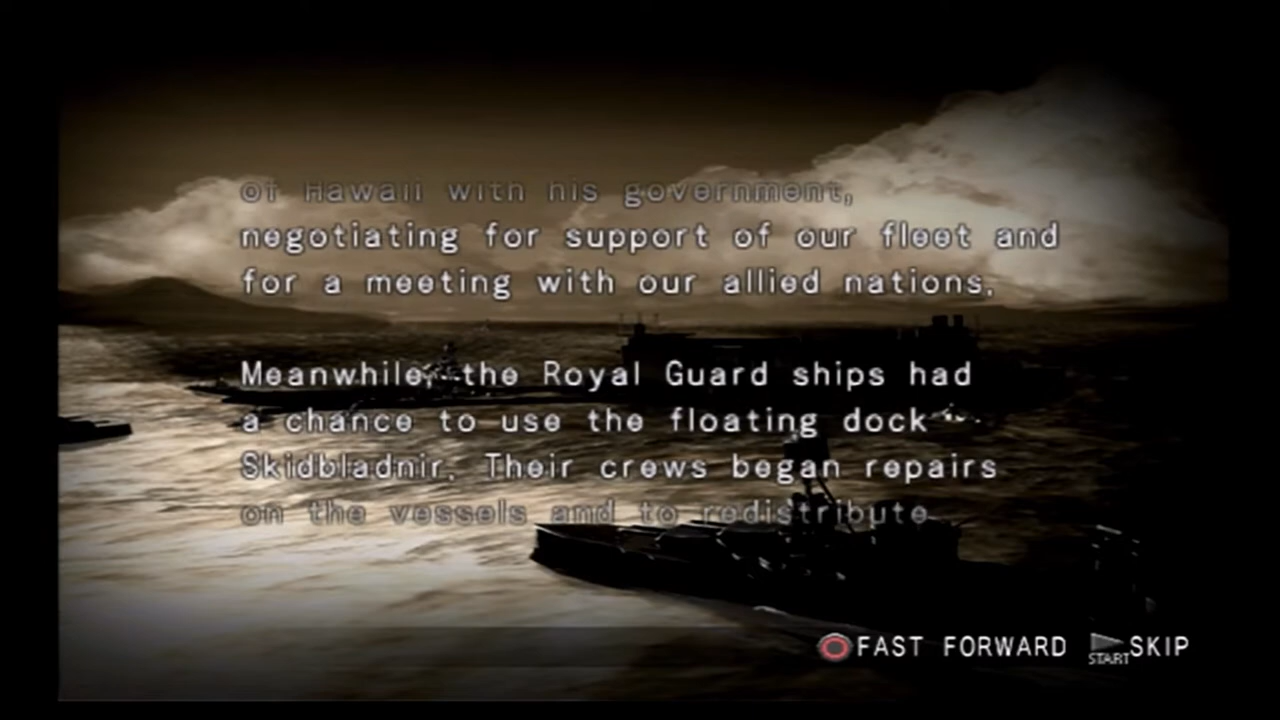 of Hawaii with his government,
negotiating for support of our fleet and
for a meeting with our allied nations.
Meanwhile, the Royal Guard ships had
a chance to use the floating dock
Skidbladnir. Their crews began repairs
on the vessels and to redistribute
FAST FORWARD START SKIP